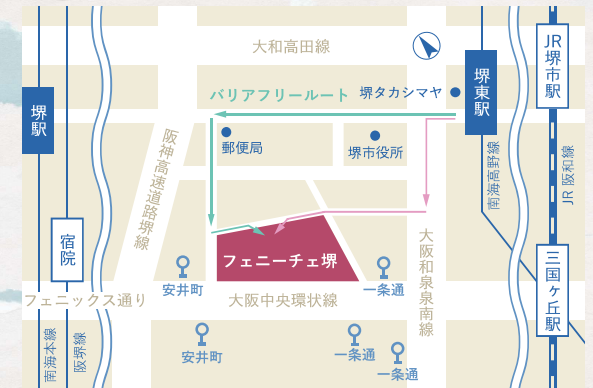 大和高田線
JR堺市駅
堺東駅
堺タカシマヤ
バリアフリールート
堺駅
郵便局
堺市役所
阪神高速道路堺線
南海高野線
JR阪和線
宿院
大阪和泉泉南線
三国ヶ丘駅
フェニーチェ堺
安井町
一条通
フェニックス通り
大阪中央環状線
南海本線
阪堺線
安井町
一条通
一条通